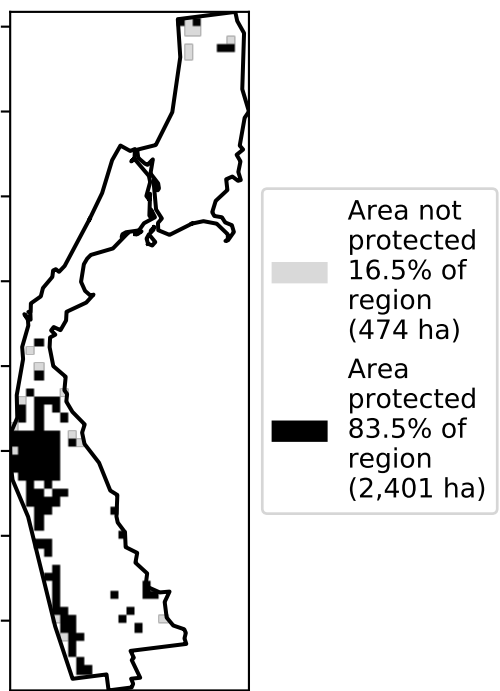 Area not
protected
16.5% of
region
(474 ha)
Area
protected
83.5% of
region
(2,401 ha)